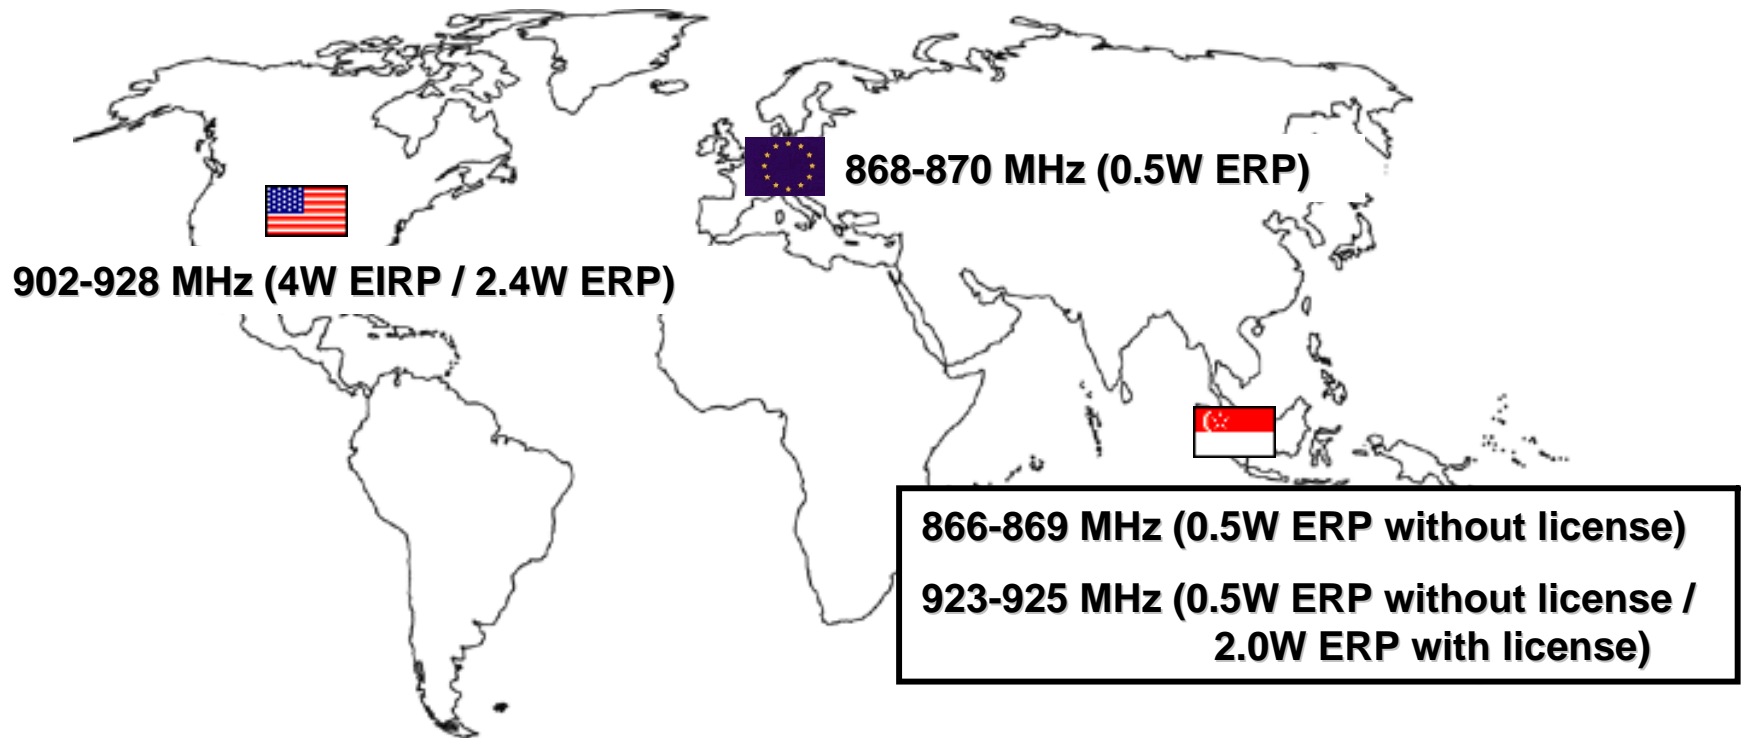 868-870 MHz (0.5W ERP)
902-928 MHz (4W EIRP / 2.4W ERP)
866-869 MHz (0.5W ERP without license)
923-925 MHz (0.5W ERP without license /
2.0W ERP with license)